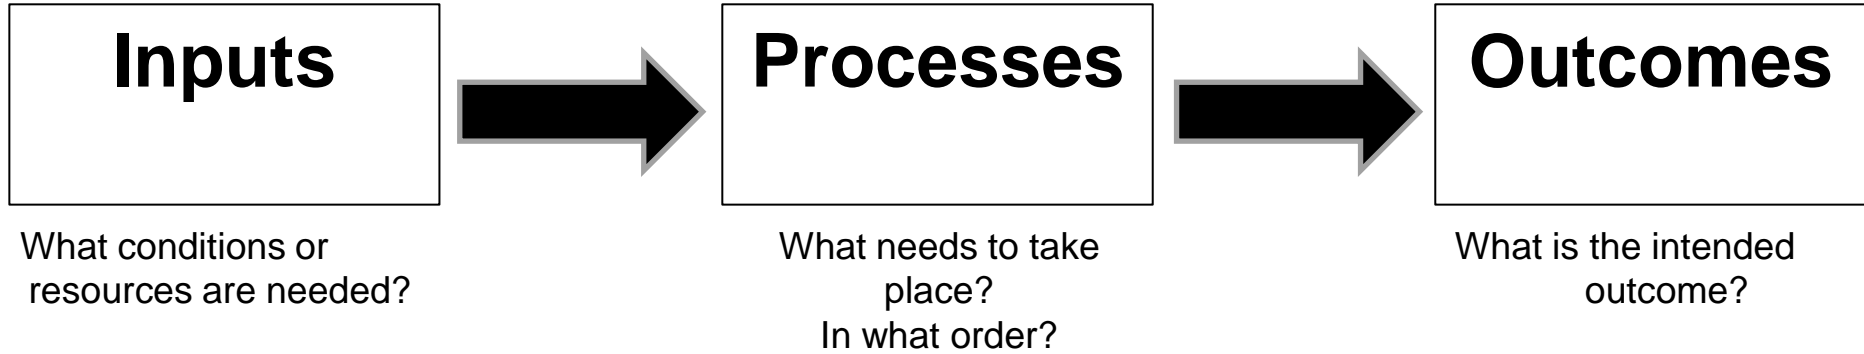 Inputs
Processes
Outcomes
What conditions or
resources are needed?
What needs to take
place?
In what order?
What is the intended
outcome?